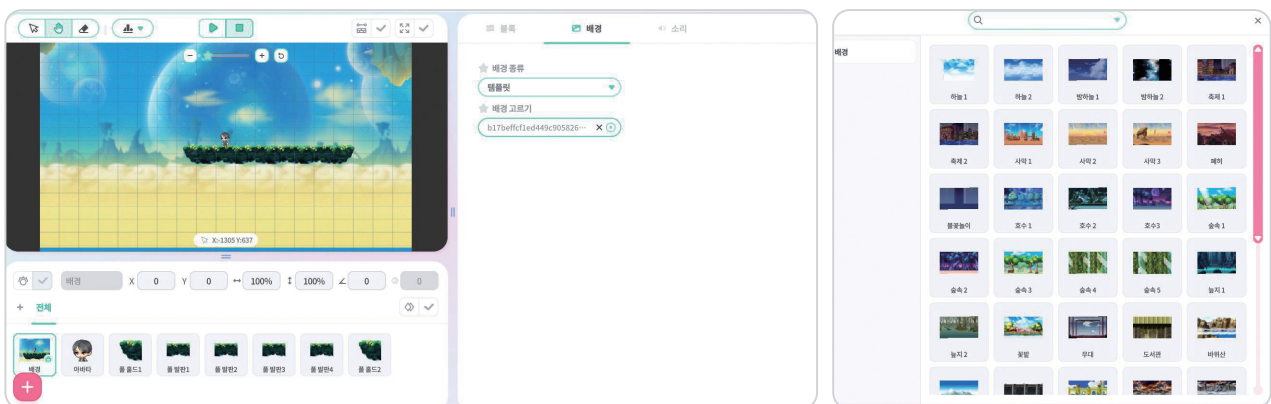 블록
배경
소리
배경 종류
템플릿
배경 고르기
b17beffcf1ed449c905826···
X:-1305 Y:637
배경 X 0 Y 0 100% 100% 0 0
전체
배경 아바타 풀 몰드1 풀 발판1 풀 발판2 풀 발판3 풀 발판4 풀 몰드2
배경
하늘 1 하늘 2 밤하늘 1 밤하늘 2 축제 1
축제 2 사막 1 사막 2 사막 3 폐허
불꽃놀이 호수 1 호수 2 호수3 숲속 1
숲속 2 숲속 3 숲속 4 숲속 5 늪지 1
늪지 2 꽃밭 무대 도서관 바위산